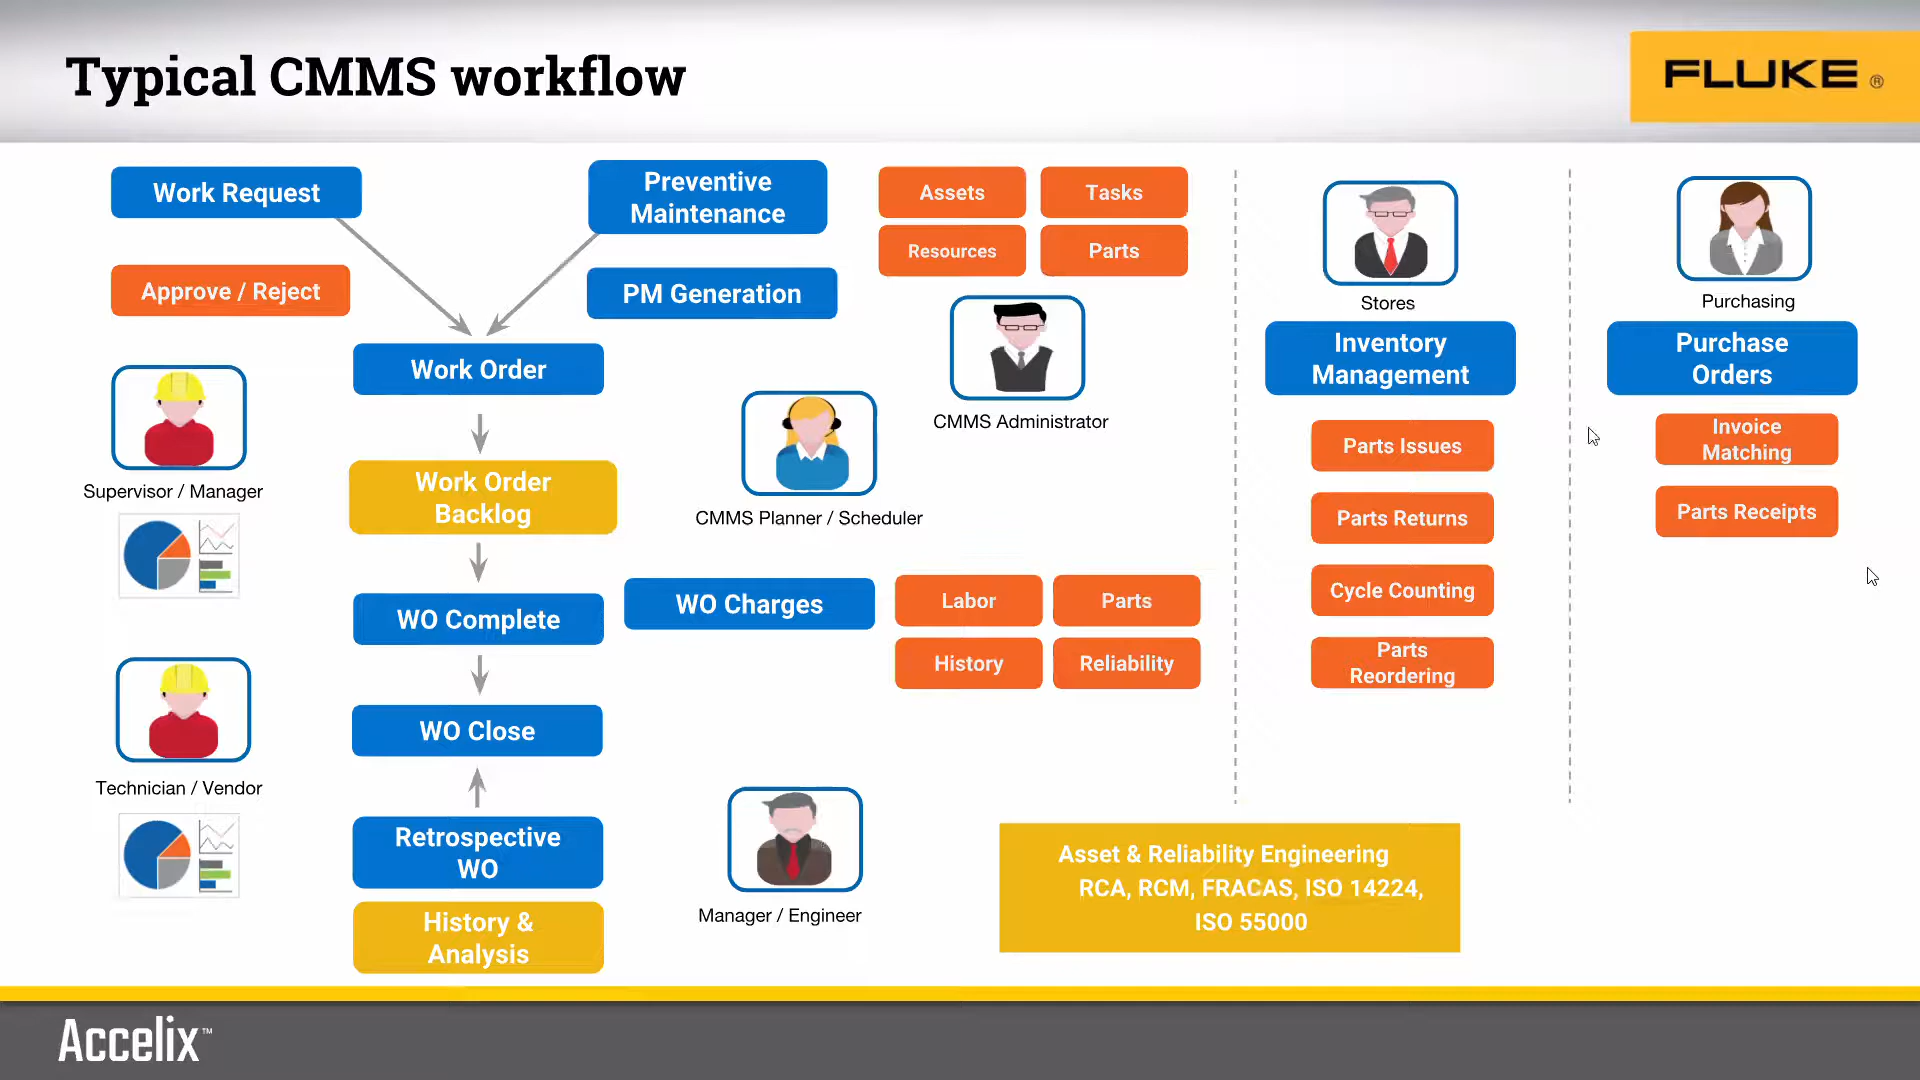 Typical CMMS workflow
FLUKE ®
Work Request
Preventive
Maintenance
Assets
Tasks
Resources
Parts
Approve / Reject
PM Generation
Work Order
Supervisor / Manager
Work Order
Backlog
CMMS Administrator
CMMS Planner / Scheduler
WO Complete
WO Charges
Labor
Parts
History
Reliability
WO Close
Technician / Vendor
Retrospective
WO
History &
Analysis
Manager / Engineer
Asset & Reliability Engineering
RCA, RCM, FRACAS, ISO 14224,
ISO 55000
Stores
Inventory
Management
Parts Issues
Parts Returns
Cycle Counting
Parts
Reordering
Purchasing
Purchase
Orders
Invoice
Matching
Parts Receipts
Accelix™